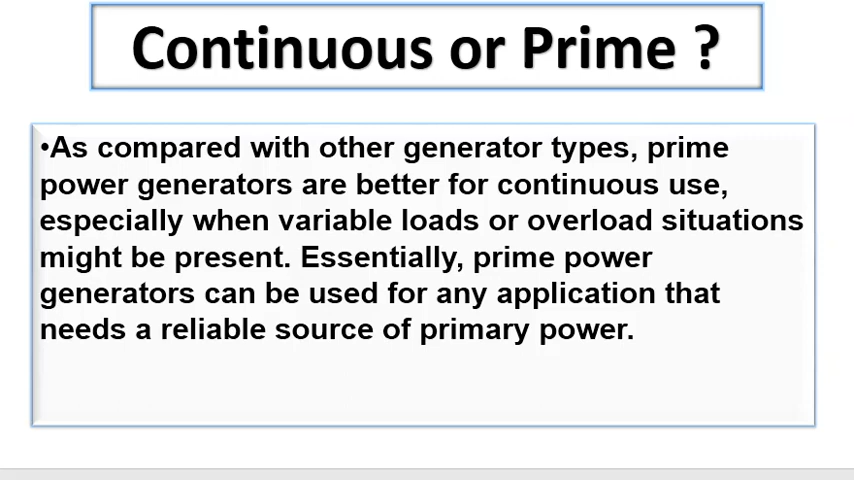 Continuous or Prime ?
•As compared with other generator types, prime
power generators are better for continuous use,
especially when variable loads or overload situations
might be present. Essentially, prime power
generators can be used for any application that
needs a reliable source of primary power.